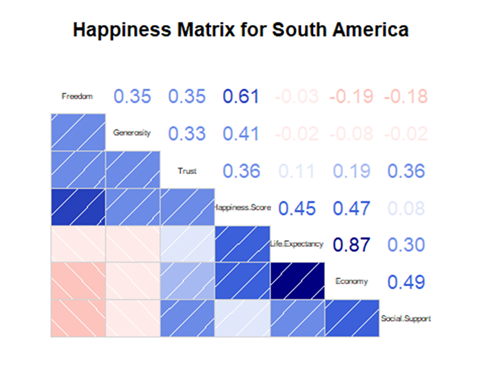 Happiness Matrix for South America
Freedom 0.35 0.35 0.61 -0.03 -0.19 -0.18
Generosity 0.33 0.41 -0.02 -0.08 -0.02
Trust 0.36 0.11 0.19 0.36
Happiness.Score 0.45 0.47 0.08
Life.Expectancy 0.87 0.30
Economy 0.49
Social.Support